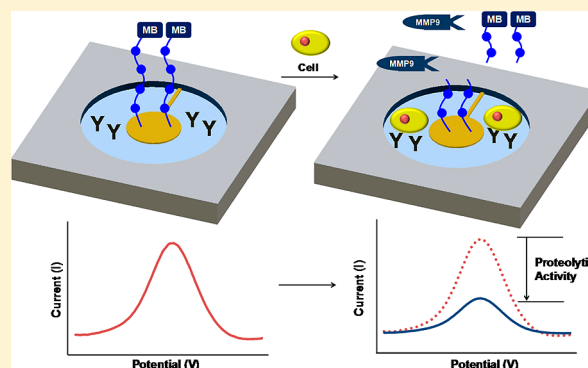 MB MB
Y Y Y Y
Cell
MMP9
MB MB
MMP9
Y Y Y Y
Current (I)
Potential (V)
Current (I)
Proteolyti
Activity
Potential (V)